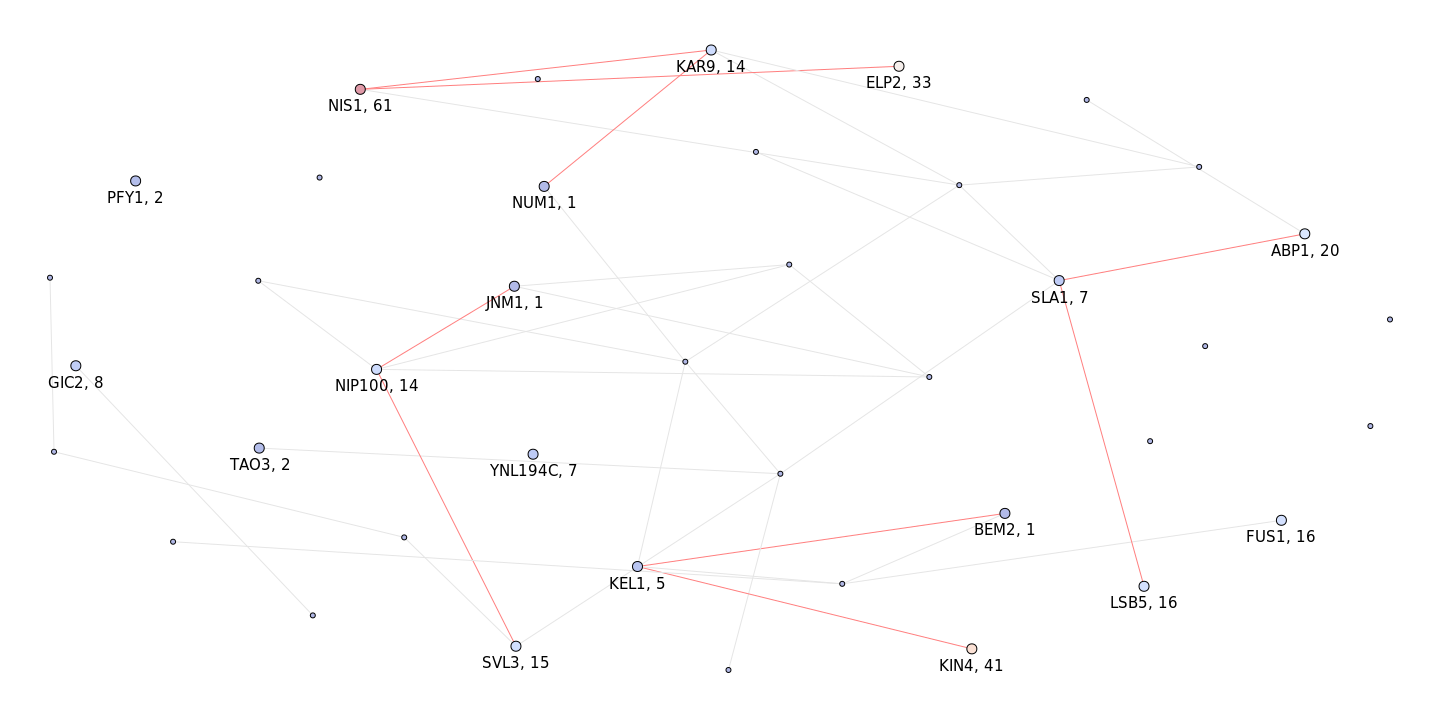 KAR9, 14
ELP2, 33
NIS1, 61
PFY1, 2
NUM1, 1
ABP1, 20
SLA1, 7
JNM1, 1
GIC2, 8
NIP100, 14
TAO3, 2
YNL194C, 7
BEM2, 1
FUS1, 16
KEL1, 5
LSB5, 16
SVL3, 15
KIN4, 41